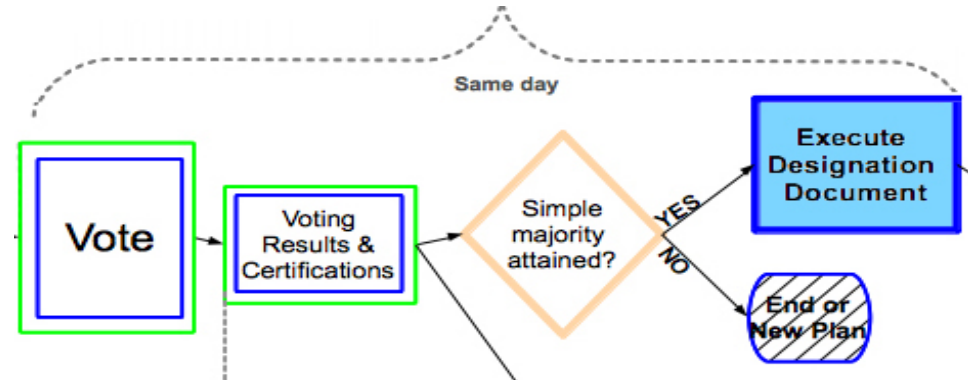 Same day
Vote
Voting
Results &
Certifications
Simple
majority
attained?
YES
NO
Execute
Designation
Document
End or
New Plan